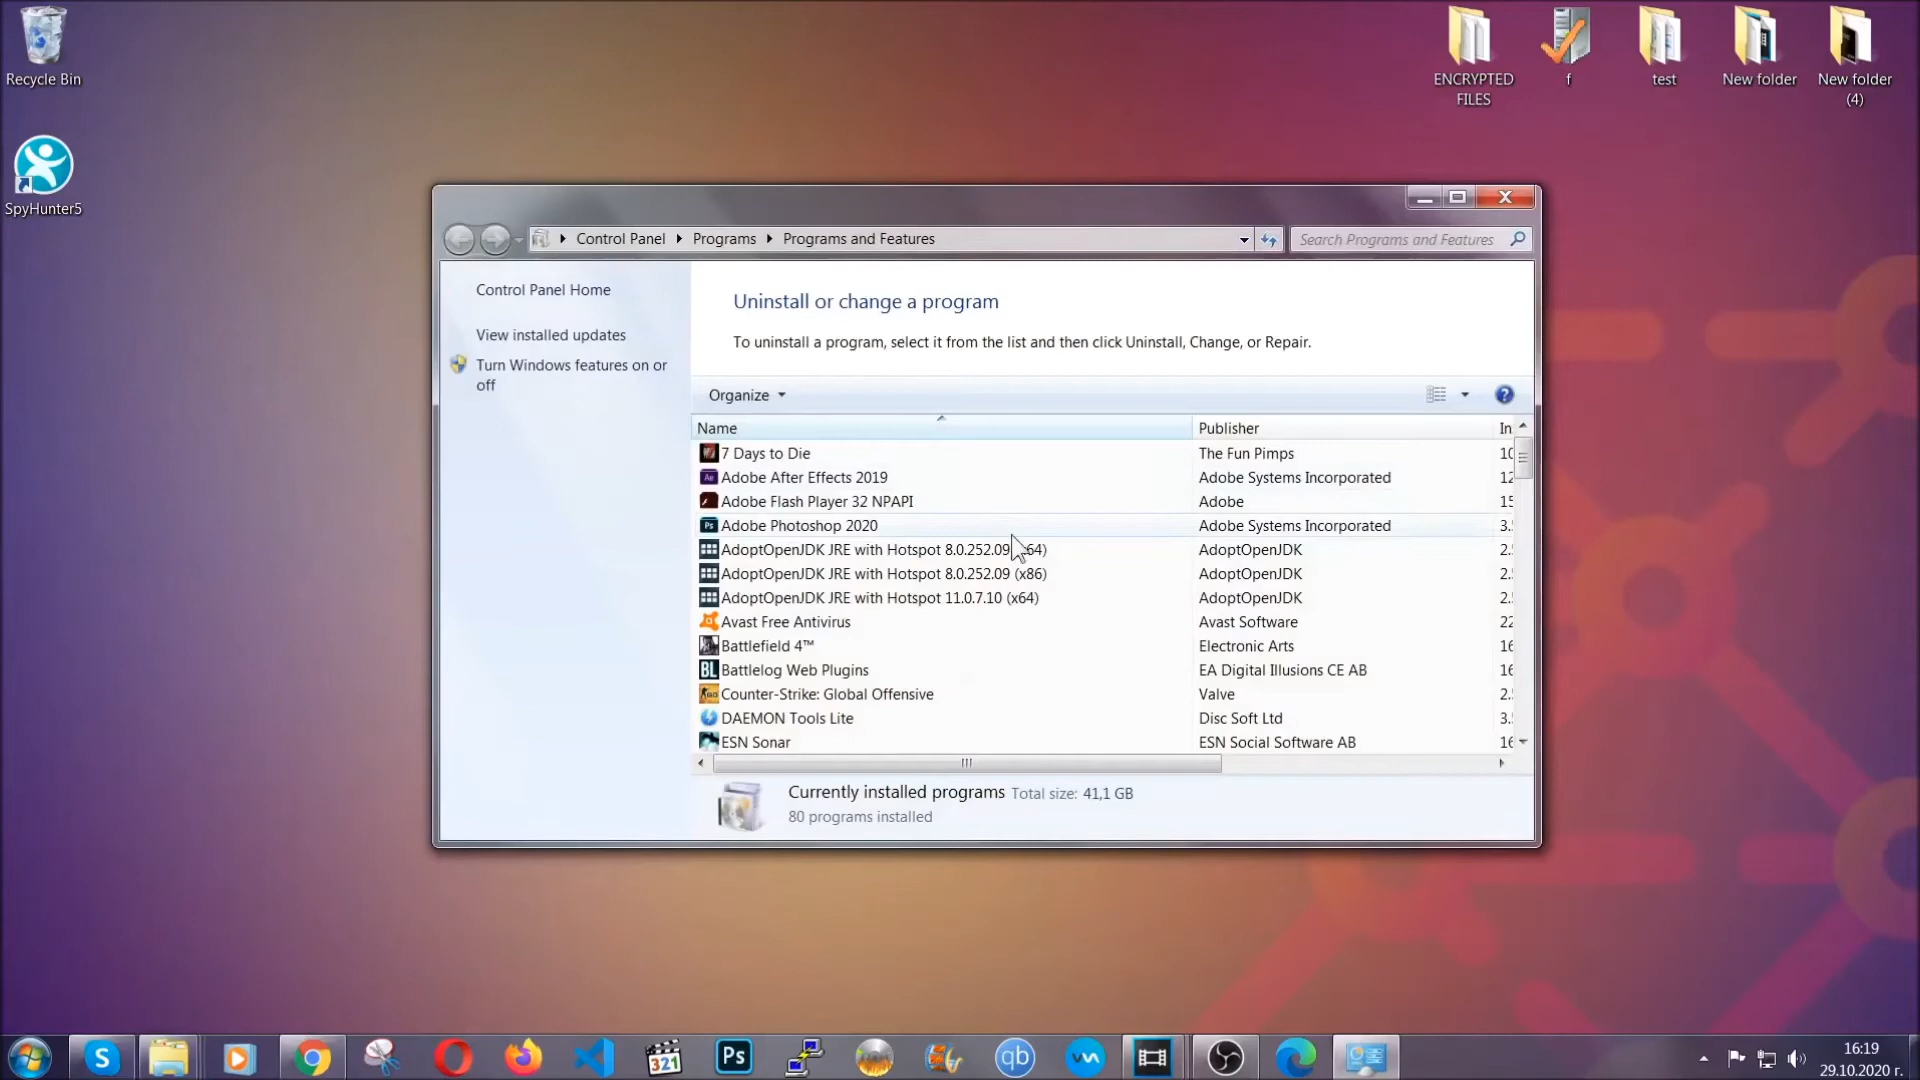 Recycle Bin
SpyHunter5
ENCRYPTED
FILES
f
test
New folder
New folder
(4)
Control Panel Programs Programs and Features
Search Programs and Features
Control Panel Home
View installed updates
Turn Windows features on or
off
Uninstall or change a program
To uninstall a program, select it from the list and then click Uninstall, Change, or Repair.
Organize
Name Publisher In
7 Days to Die The Fun Pimps 10
Adobe After Effects 2019 Adobe Systems Incorporated 12
Adobe Flash Player 32 NPAPI Adobe 15
Adobe Photoshop 2020 Adobe Systems Incorporated 3.
AdoptOpenJDK JRE with Hotspot 8.0.252.09 64) AdoptOpenJDK 2.
AdoptOpenJDK JRE with Hotspot 8.0.252.09 (x86) AdoptOpenJDK 2.
AdoptOpenJDK JRE with Hotspot 11.0.7.10 (x64) AdoptOpenJDK 2.
Avast Free Antivirus Avast Software 22
Battlefield 4™ Electronic Arts 16
BL Battlelog Web Plugins EA Digital Illusions CE AB 16
Counter-Strike: Global Offensive Valve 2.
DAEMON Tools Lite Disc Soft Ltd 3.
ESN Sonar ESN Social Software AB 16
Currently installed programs Total size: 41,1 GB
80 programs installed
S
321
Ps
qb
16:19
29.10.2020 г.